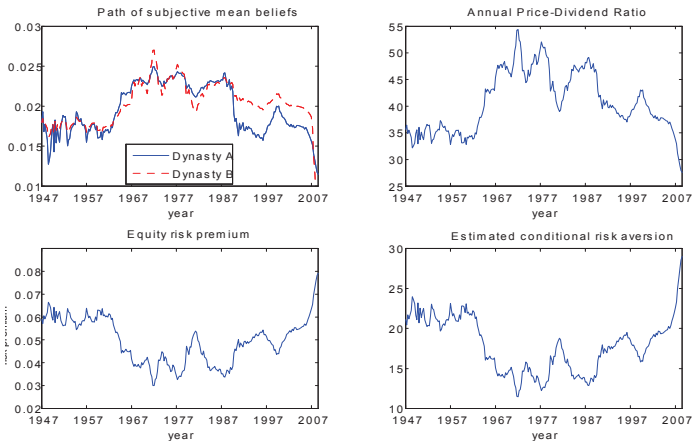 Path of subjective mean beliefs
0.03
0.025
0.02
0.015
0.01
1947 1957 1967 1977 1987 1997 2007
year
Dynasty A
Dynasty B
Annual Price-Dividend Ratio
55
50
45
40
35
30
25
1947 1957 1967 1977 1987 1997 2007
year
Equity risk premium
0.08
0.07
0.06
0.05
0.04
0.03
0.02
1947 1957 1967 1977 1987 1997 2007
year
Estimated conditional risk aversion
30
25
20
15
10
1947 1957 1967 1977 1987 1997 2007
year